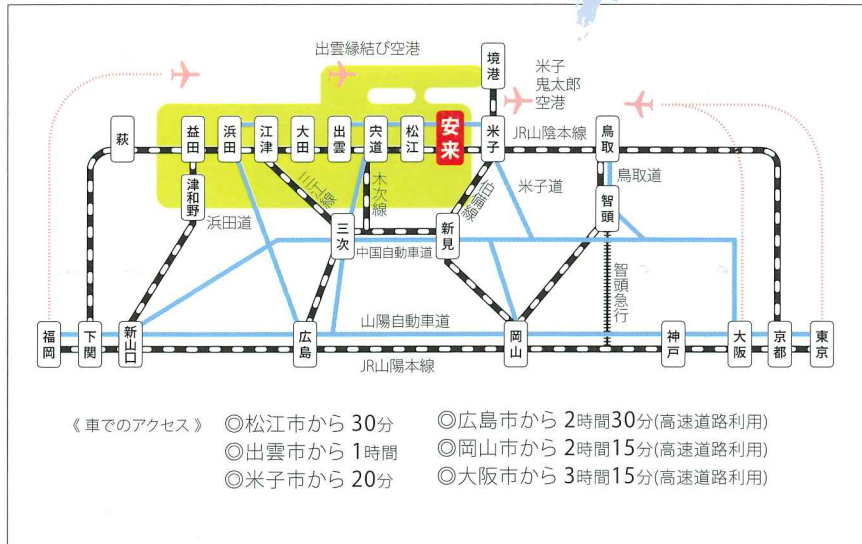 出雲縁結び空港
境港
米子
鬼太郎
空港
萩
益田
浜田
江津
大田
出雲
宍道
松江
安来
米子
JR山陰本線
鳥取
津和野
浜田道
三江線
木次線
伯備線
米子道
鳥取道
智頭
三次
新見
中国自動車道
智頭急行
山陽自動車道
福岡
下関
新山口
広島
岡山
神戸
大阪
京都
東京
JR山陽本線
《 車でのアクセス 》
◎松江市から 30分
◎出雲市から 1時間
◎米子市から 20分
◎広島市から 2時間30分(高速道路利用)
◎岡山市から 2時間15分(高速道路利用)
◎大阪市から 3時間15分(高速道路利用)